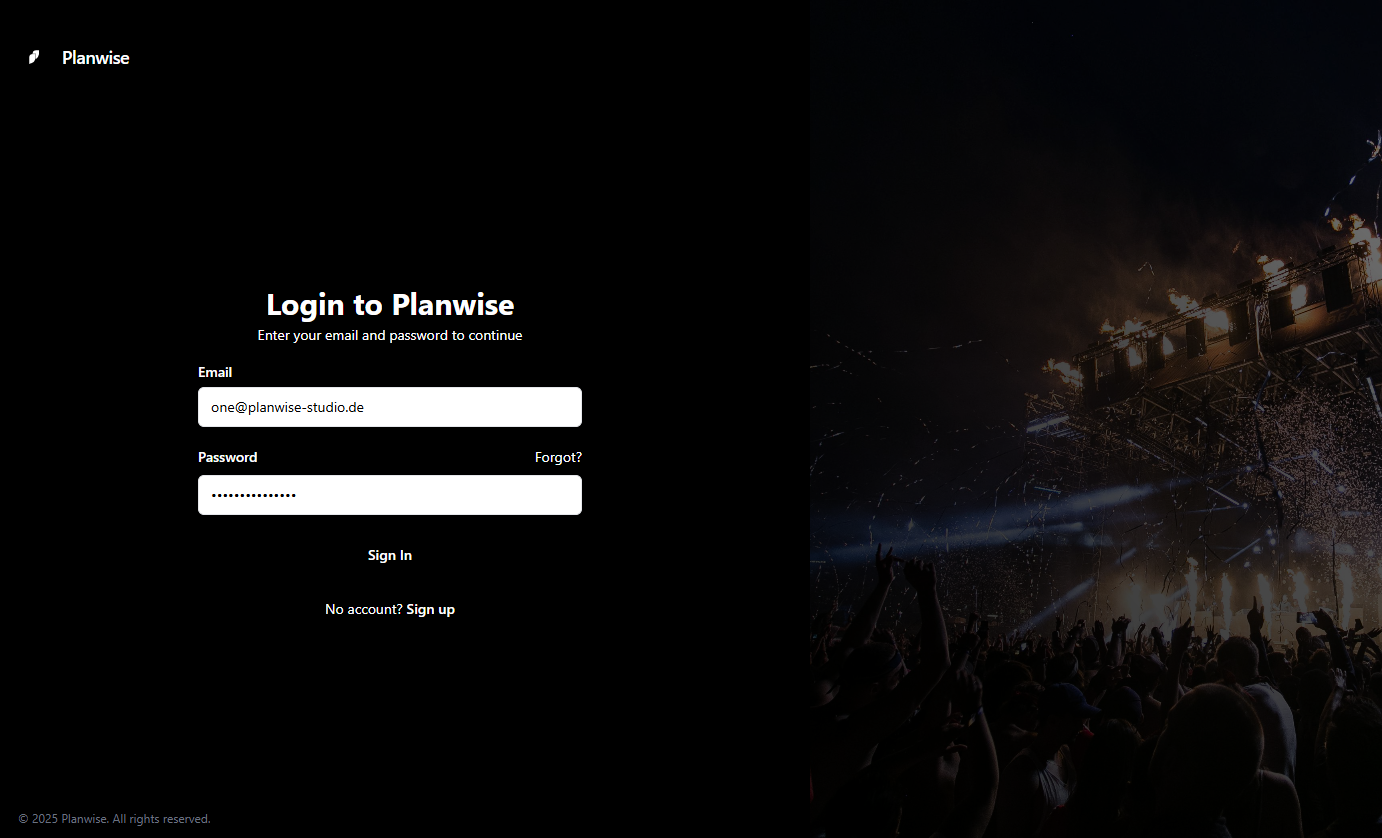 Planwise
Login to Planwise
Enter your email and password to continue
Email
one@planwise-studio.de
Password Forgot?
•••••••••••••••
Sign In
No account? Sign up
© 2025 Planwise. All rights reserved.